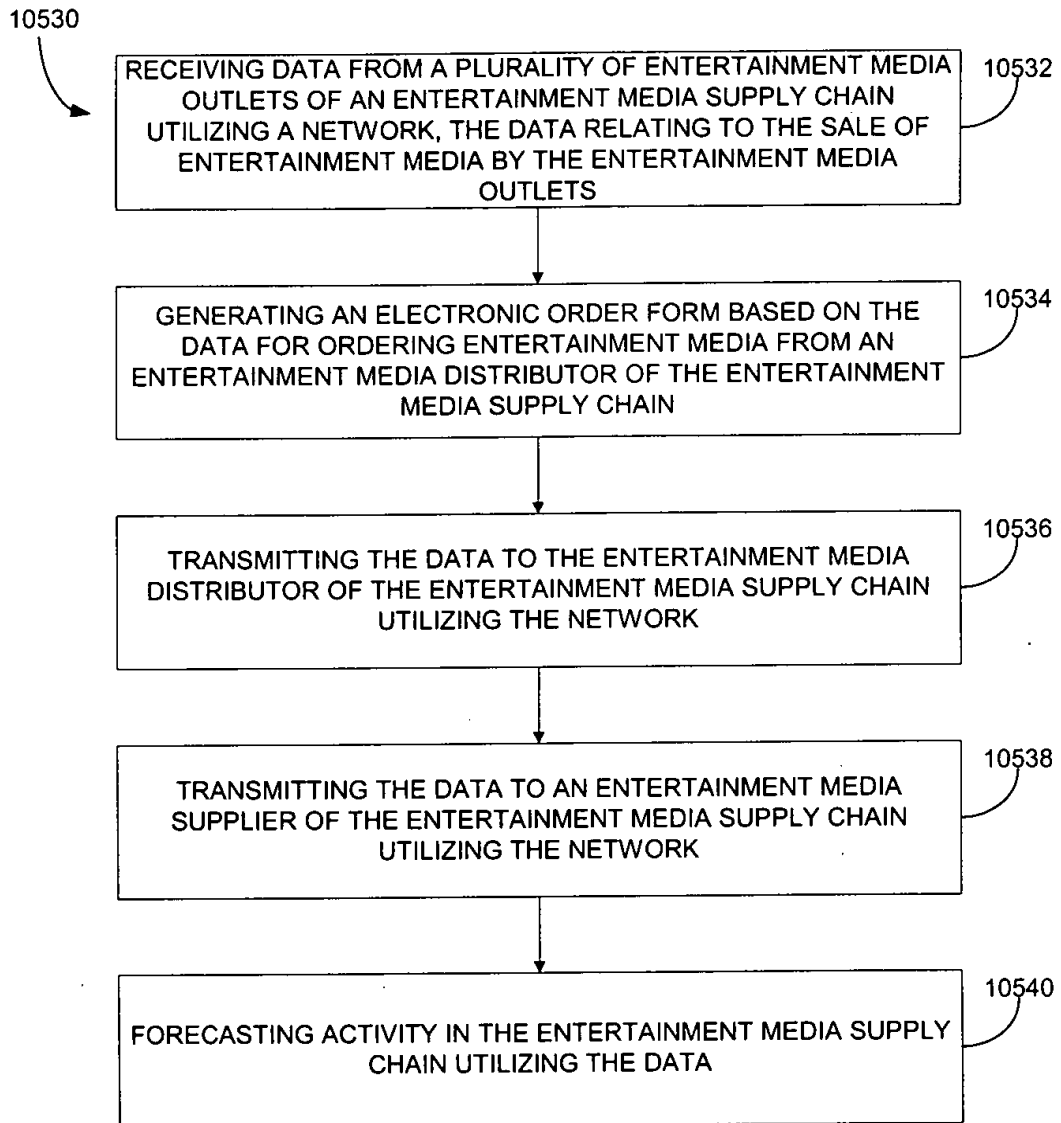 10530
RECEIVING DATA FROM A PLURALITY OF ENTERTAINMENT MEDIA
OUTLETS OF AN ENTERTAINMENT MEDIA SUPPLY CHAIN
UTILIZING A NETWORK, THE DATA RELATING TO THE SALE OF
ENTERTAINMENT MEDIA BY THE ENTERTAINMENT MEDIA
OUTLETS
10532
GENERATING AN ELECTRONIC ORDER FORM BASED ON THE
DATA FOR ORDERING ENTERTAINMENT MEDIA FROM AN
ENTERTAINMENT MEDIA DISTRIBUTOR OF THE ENTERTAINMENT
MEDIA SUPPLY CHAIN
10534
TRANSMITTING THE DATA TO THE ENTERTAINMENT MEDIA
DISTRIBUTOR OF THE ENTERTAINMENT MEDIA SUPPLY CHAIN
UTILIZING THE NETWORK
10536
TRANSMITTING THE DATA TO AN ENTERTAINMENT MEDIA
SUPPLIER OF THE ENTERTAINMENT MEDIA SUPPLY CHAIN
UTILIZING THE NETWORK
10538
FORECASTING ACTIVITY IN THE ENTERTAINMENT MEDIA SUPPLY
CHAIN UTILIZING THE DATA
10540